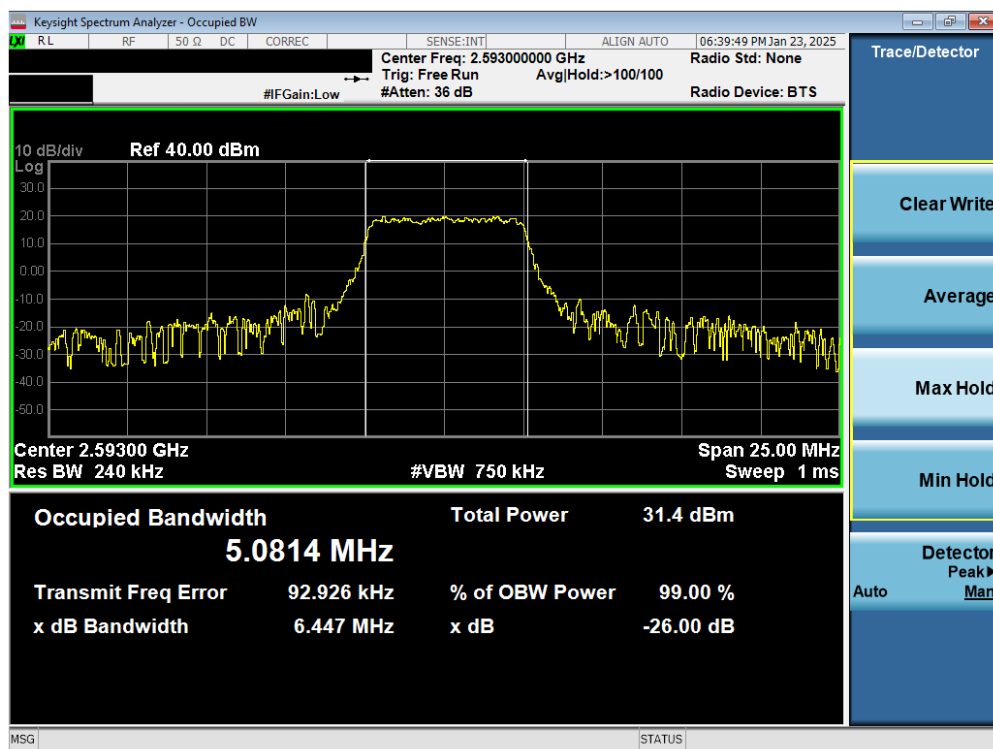 Keysight Spectrum Analyzer - Occupied BW
LXI RL RF 50 Ω DC CORREC SENSE:INT ALIGN AUTO 06:39:49 PM Jan 23, 2025
Center Freq: 2.593000000 GHz Radio Std: None
Trig: Free Run Avg|Hold:>100/100
#IFGain:Low #Atten: 36 dB Radio Device: BTS
10 dB/div Ref 40.00 dBm
Log
30.0
20.0
10.0
0.00
-10.0
-20.0
-30.0
-40.0
-50.0
Center 2.59300 GHz Span 25.00 MHz
Res BW 240 kHz #VBW 750 kHz Sweep 1 ms
Occupied Bandwidth Total Power 31.4 dBm
5.0814 MHz
Transmit Freq Error 92.926 kHz % of OBW Power 99.00 %
x dB Bandwidth 6.447 MHz x dB -26.00 dB
MSG STATUS
Trace/Detector
Clear Write
Average
Max Hold
Min Hold
Detector
Peak▶
Auto Man